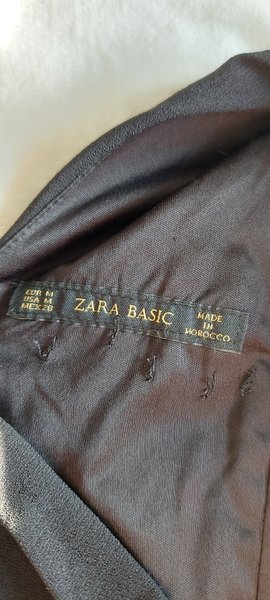 EUR M
USA M
MEX 28
ZARA BASIC
MADE
IN
MOROCCO